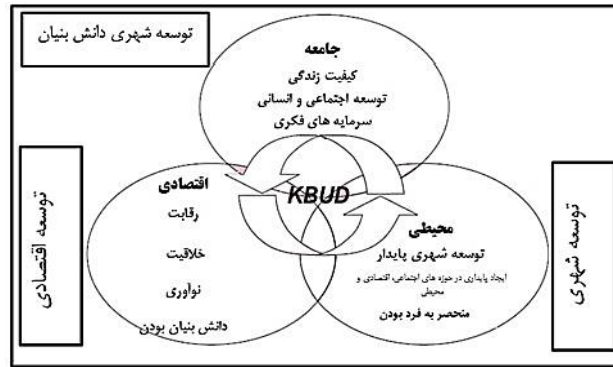 توسعه شهری دانش بنیان
جامعه
کیفیت زندگی
توسعه اجتماعی و انسانی
سرمایه های فکری
KBUD
اقتصادی
رقابت
خلاقیت
نوآوری
دانش بنیان بودن
محیطی
توسعه شهری پایدار
ایجاد پایداری در حوزه های اجتماعی، اقتصادی و
محیطی
منحصر به فرد بودن
توسعه اقتصادی
توسعه شهری